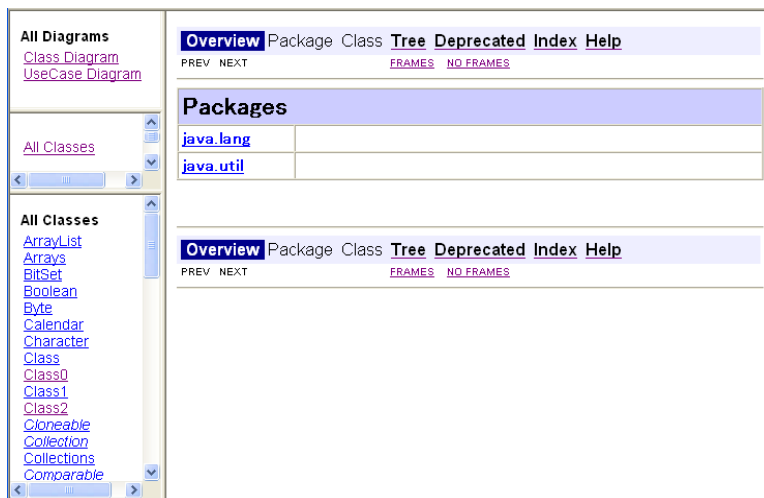 All Diagrams
Class Diagram
UseCase Diagram
All Classes
All Classes
ArrayList
Arrays
BitSet
Boolean
Byte
Calendar
Character
Class
Class0
Class1
Class2
Cloneable
Collection
Collections
Comparable
Overview Package Class Tree Deprecated Index Help
PREV NEXT FRAMES NO FRAMES
Packages
java.lang
java.util
Overview Package Class Tree Deprecated Index Help
PREV NEXT FRAMES NO FRAMES